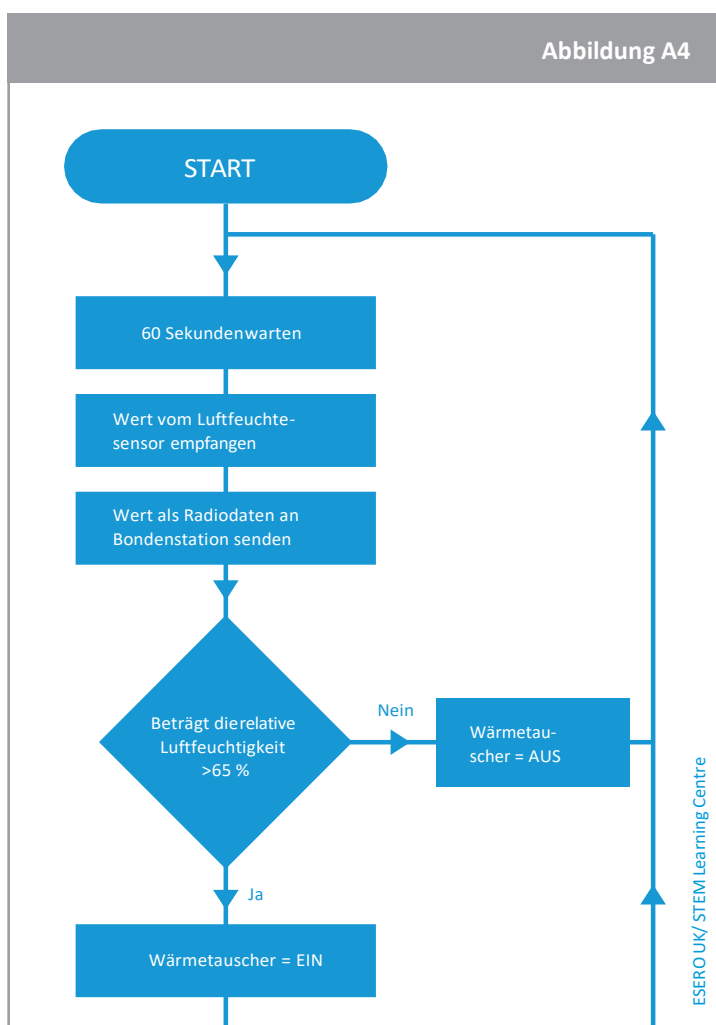 Abbildung A4
START
60 Sekundenwarten
Wert vom Luftfeuchte-
sensor empfangen
Wert als Radiodaten an
Bondenstation senden
Beträgt dierelative
Luftfeuchtigkeit
>65 %
Nein
Wärmetau-
scher = AUS
Ja
Wärmetauscher = EIN
ESERO UK/ STEM Learning Centre